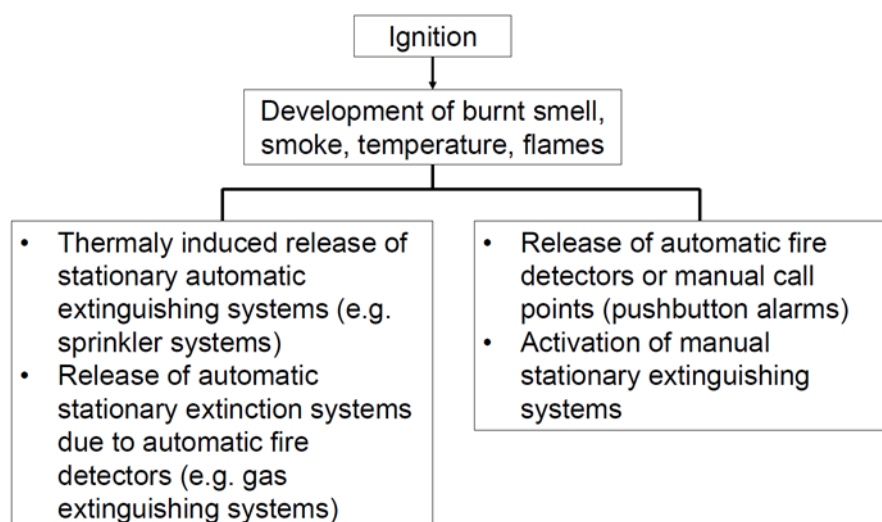 Ignition
Development of burnt smell,
smoke, temperature, flames
• Thermaly induced release of
stationary automatic
extinguishing systems (e.g.
sprinkler systems)
• Release of automatic
stationary extinction systems
due to automatic fire
detectors (e.g. gas
extinguishing systems)
• Release of automatic fire
detectors or manual call
points (pushbutton alarms)
• Activation of manual
stationary extinguishing
systems